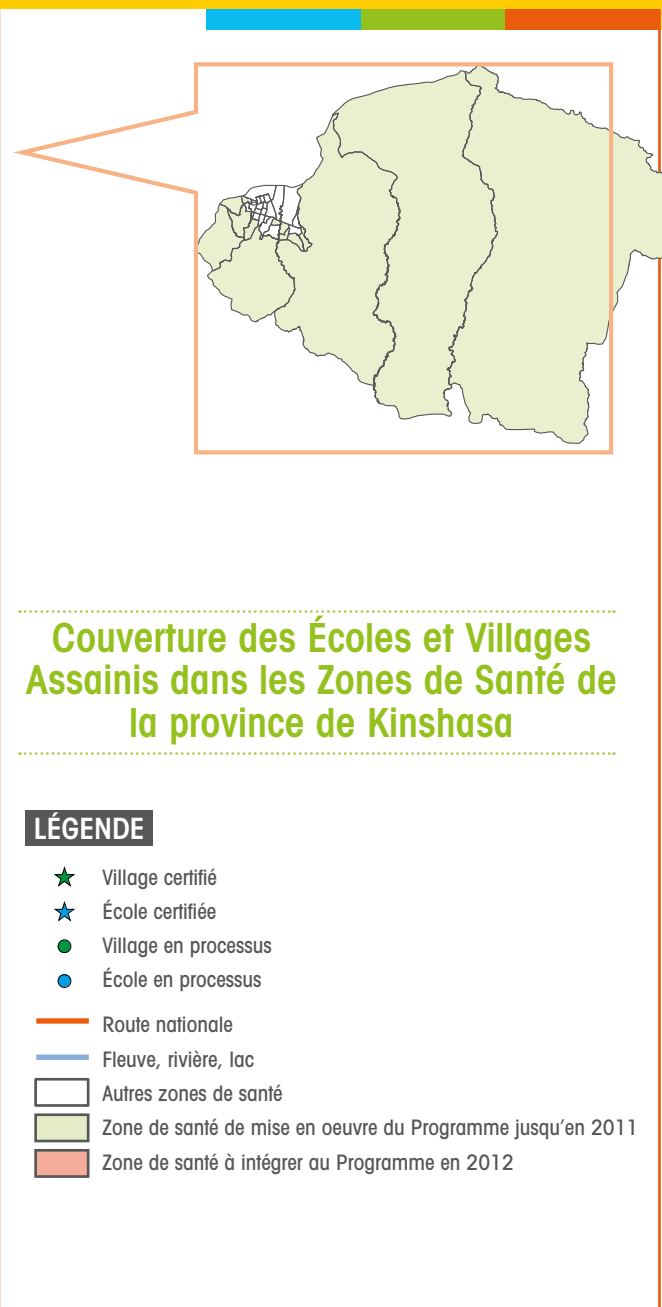 Couverture des Écoles et Villages
Assainis dans les Zones de Santé de
la province de Kinshasa
LÉGENDE
Village certifié
École certifiée
Village en processus
École en processus
Route nationale
Fleuve, rivière, lac
Autres zones de santé
Zone de santé de mise en oeuvre du Programme jusqu’en 2011
Zone de santé à intégrer au Programme en 2012